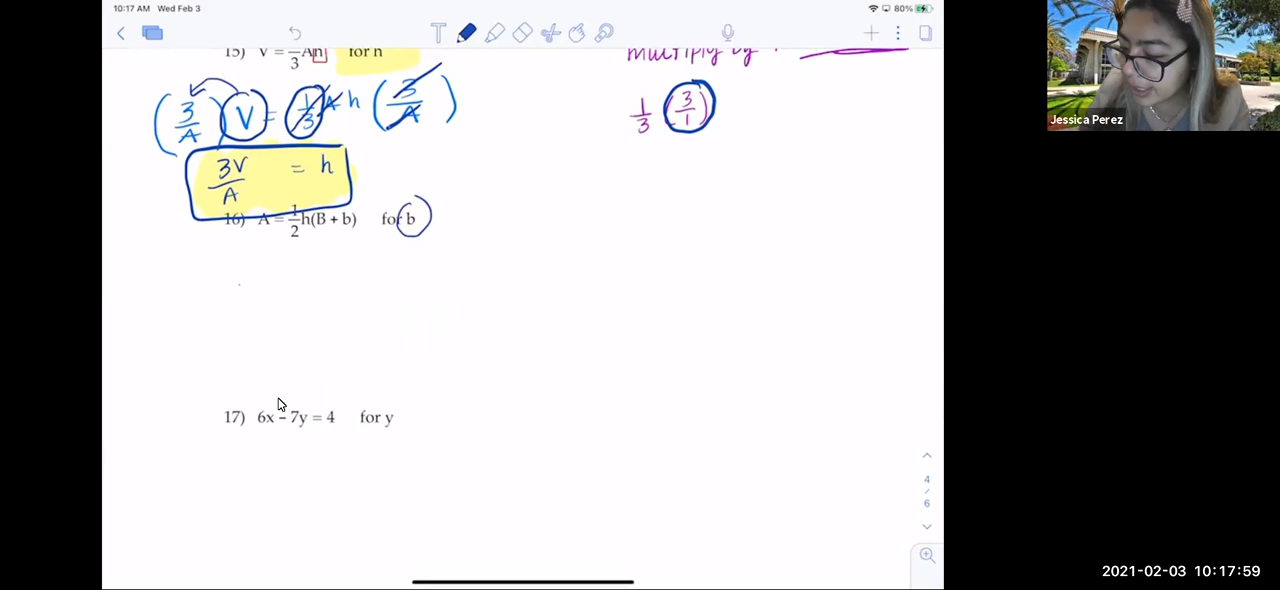 10:17 AM Wed Feb 3 80%
15) V = 1/3 Ah for h
multiply by
(3/A) V = 1/3 A h (3/A)
1/3 (3/1)
3V/A = h
16) A = 1/2 h(B + b) for b
17) 6x – 7y = 4 for y
4 / 6
Jessica Perez
2021-02-03 10:17:59